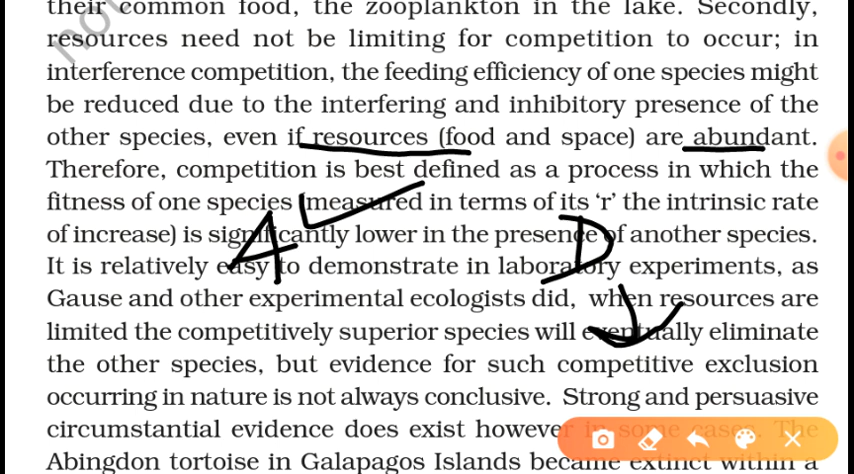 their common food, the zooplankton in the lake. Secondly,
resources need not be limiting for competition to occur; in
interference competition, the feeding efficiency of one species might
be reduced due to the interfering and inhibitory presence of the
other species, even if resources (food and space) are abundant.
Therefore, competition is best defined as a process in which the
fitness of one species (measured in terms of its ‘r’ the intrinsic rate
of increase) is significantly lower in the presence of another species.
A D
It is relatively easy to demonstrate in laboratory experiments, as
Gause and other experimental ecologists did, when resources are
limited the competitively superior species will eventually eliminate
the other species, but evidence for such competitive exclusion
occurring in nature is not always conclusive. Strong and persuasive
circumstantial evidence does exist however in some cases. The
Abingdon tortoise in Galapagos Islands became extinct within a